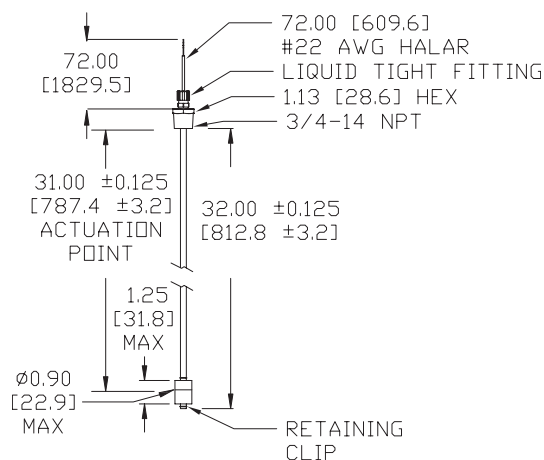 72.00 [609.6]
#22 AWG HALAR
LIQUID TIGHT FITTING
1.13 [28.6] HEX
3/4-14 NPT
72.00
[1829.5]
31.00 ±0.125
[787.4 ±3.2]
ACTUATION
POINT
32.00 ±0.125
[812.8 ±3.2]
1.25
[31.8]
MAX
ø0.90
[22.9]
MAX
RETAINING
CLIP